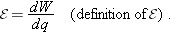 ℰ = dW/dq (definition of ℰ) .